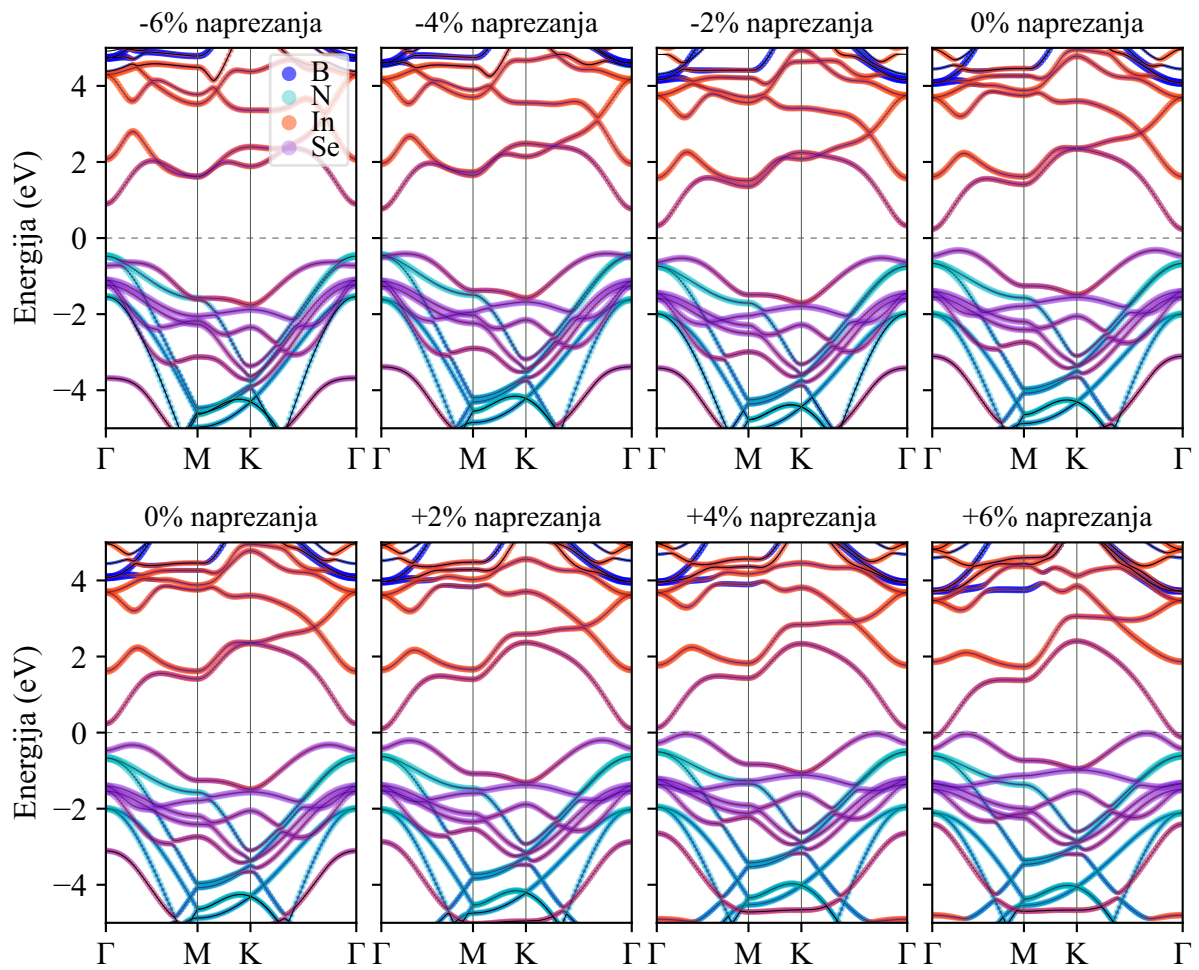 -6% naprezanja
-4% naprezanja
-2% naprezanja
0% naprezanja
B
N
In
Se
Energija (eV)
4
2
0
−2
−4
Γ M K Γ
Γ M K Γ
Γ M K Γ
Γ M K Γ
0% naprezanja
+2% naprezanja
+4% naprezanja
+6% naprezanja
Energija (eV)
4
2
0
−2
−4
Γ M K Γ
Γ M K Γ
Γ M K Γ
Γ M K Γ